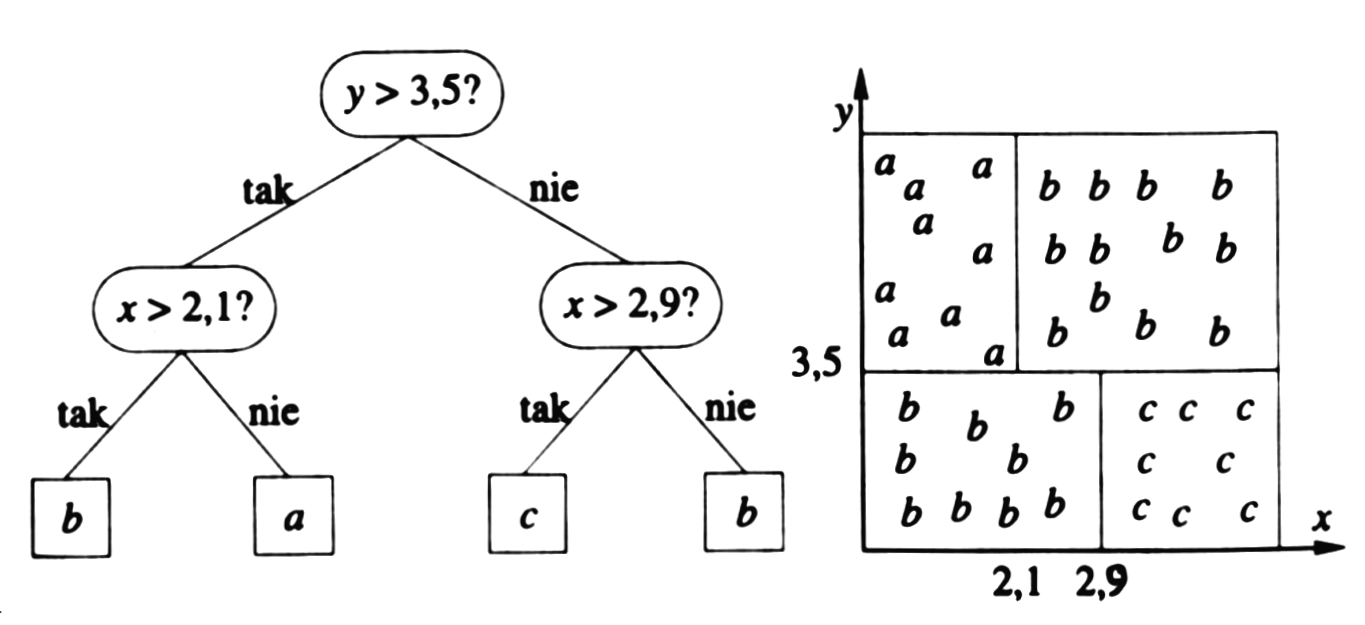 y > 3,5?
tak nie
x > 2,1? x > 2,9?
tak nie tak nie
b a c b
y
a a
a b b b b
a
a b b b b
a b
a a b b b
a
3,5
b b b c c c
b b c c
b b b b c c c
x
2,1 2,9